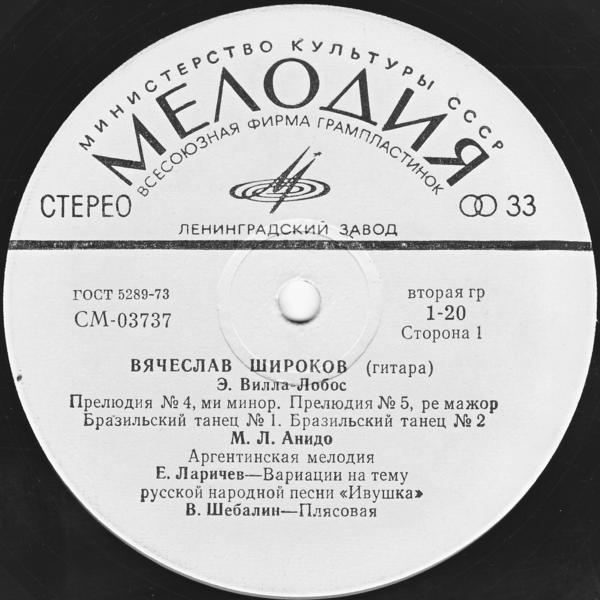 МИНИСТЕРСТВО КУЛЬТУРЫ СССР
МЕЛОДИЯ
ВСЕСОЮЗНАЯ ФИРМА ГРАМПЛАСТИНОК
СТЕРЕО
33
ЛЕНИНГРАДСКИЙ ЗАВОД
ГОСТ 5289-73
СМ-03737
вторая гр
1-20
Сторона 1
ВЯЧЕСЛАВ ШИРОКОВ (гитара)
Э. Вилла-Лобос
Прелюдия № 4, ми минор. Прелюдия № 5, ре мажор
Бразильский танец № 1. Бразильский танец № 2
М. Л. Анидо
Аргентинская мелодия
Е. Ларичев—Вариации на тему
русской народной песни «Ивушка»
В. Шебалин—Плясовая